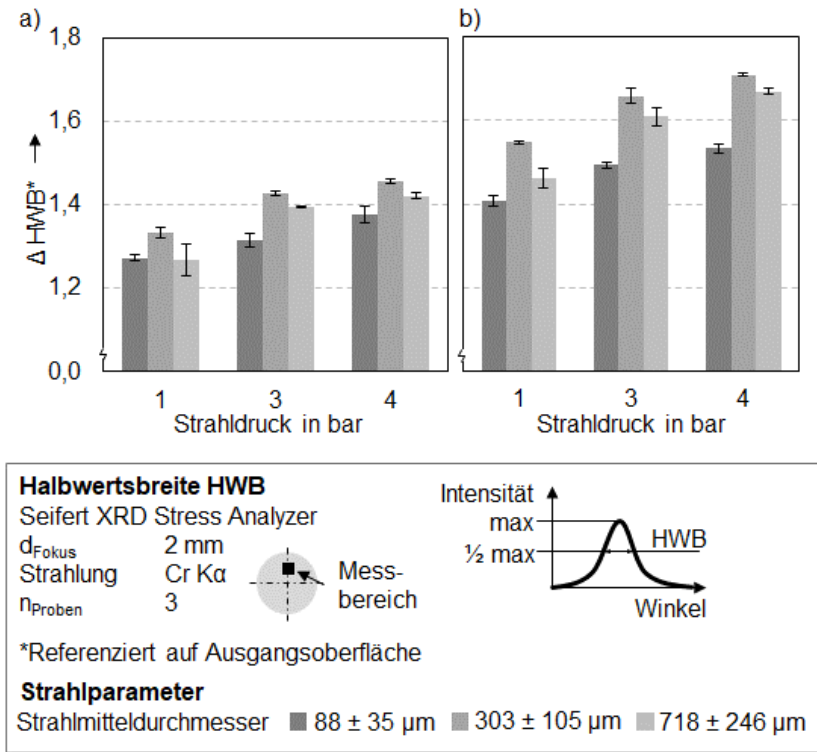 a)
b)
1,8
1,6
1,4
1,2
0,0
Δ HWB*
1 3 4
Strahldruck in bar
1 3 4
Strahldruck in bar
Halbwertsbreite HWB
Seifert XRD Stress Analyzer
dFokus 2 mm
Strahlung Cr Kα
nProben 3
Mess-
bereich
*Referenziert auf Ausgangsoberfläche
Intensität
max
½ max
HWB
Winkel
Strahlparameter
Strahlmitteldurchmesser 88 ± 35 µm 303 ± 105 µm 718 ± 246 µm